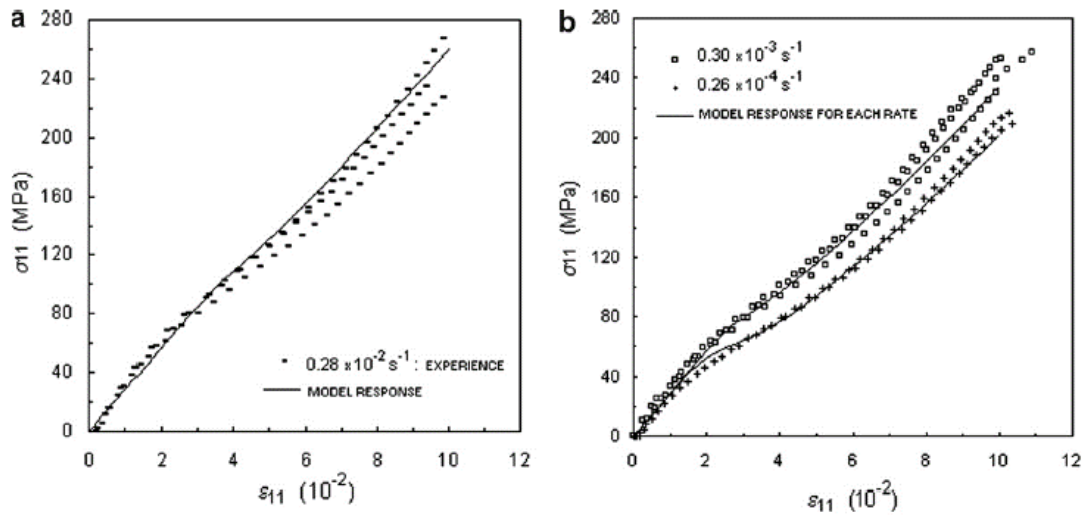 a
280
240
200
160
120
80
40
0
σ11 (MPa)
0.28 ×10⁻² s⁻¹ : EXPERIENCE
MODEL RESPONSE
0 2 4 6 8 10 12
ε₁₁ (10⁻²)
b
280
240
200
160
120
80
40
0
σ11 (MPa)
0.30 ×10⁻³ s⁻¹
0.26 ×10⁻⁴ s⁻¹
MODEL RESPONSE FOR EACH RATE
0 2 4 6 8 10 12
ε₁₁ (10⁻²)